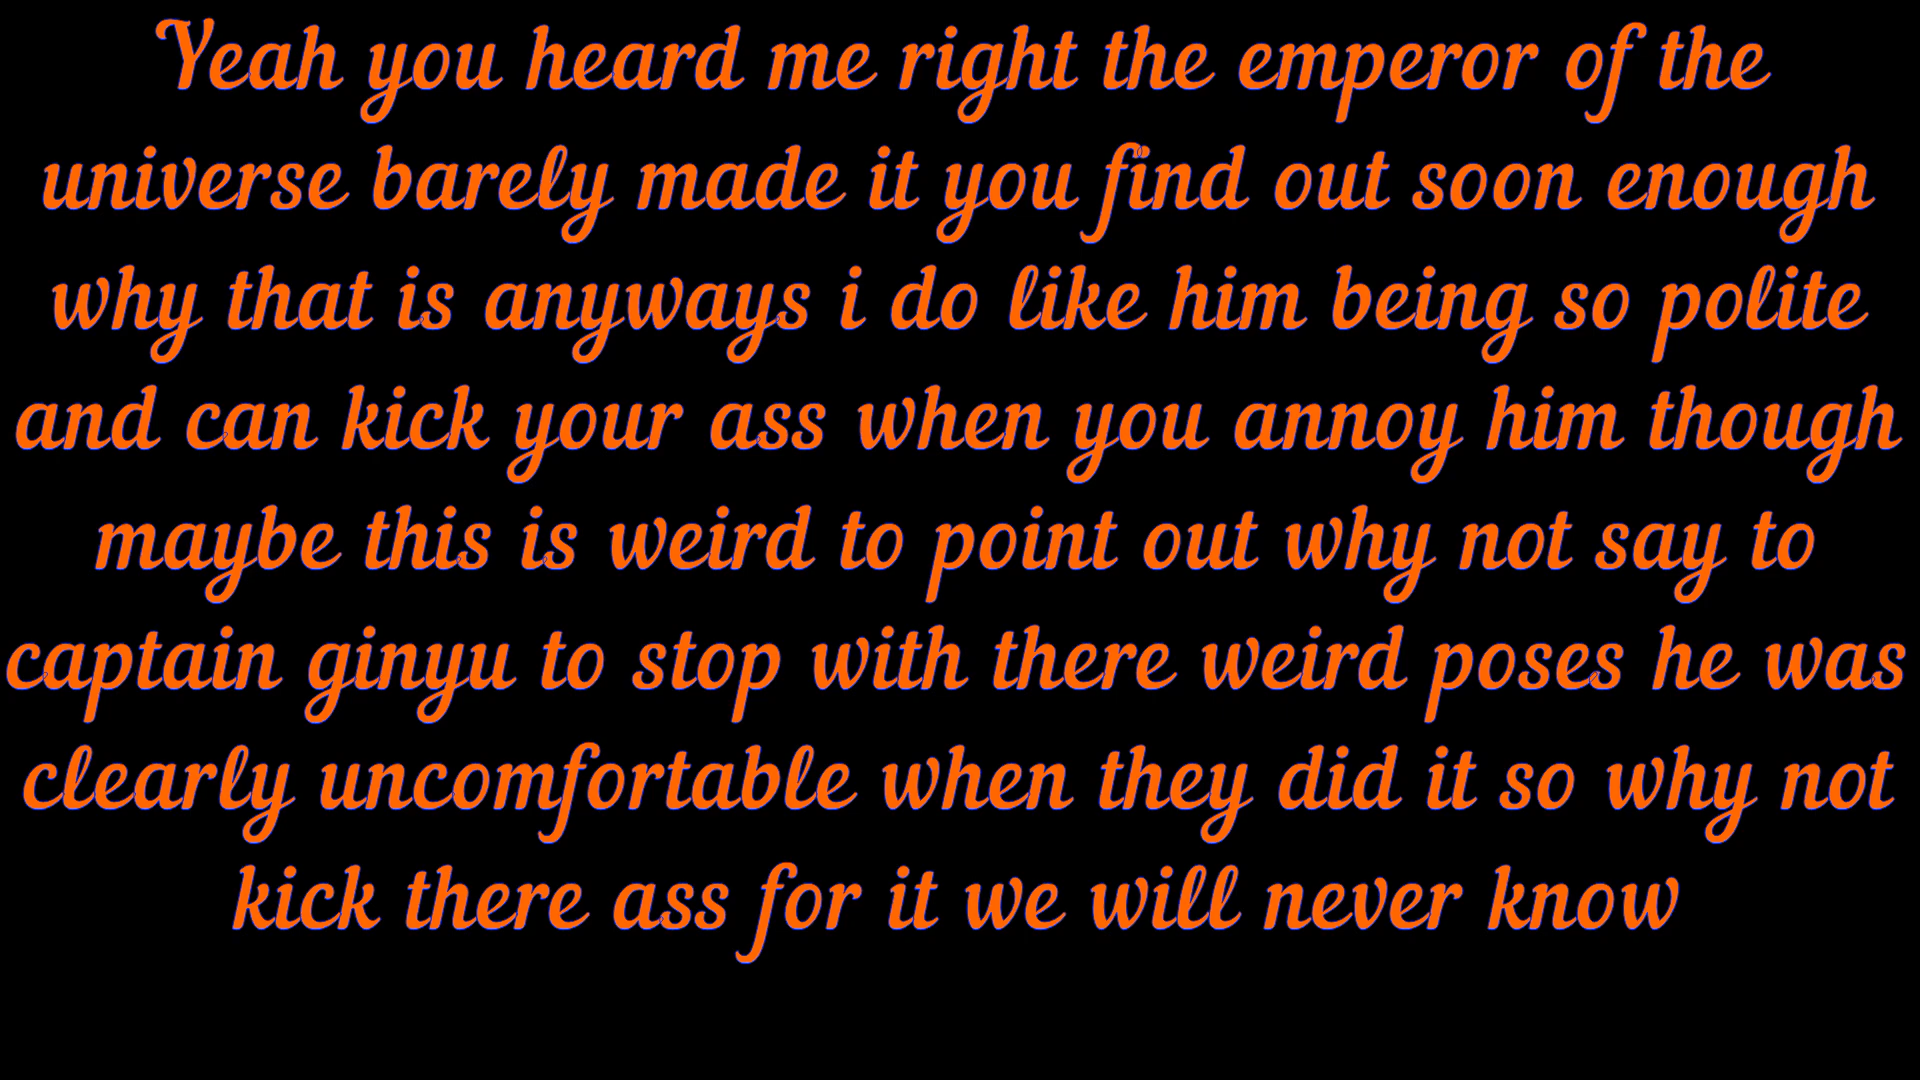 Yeah you heard me right the emperor of the
universe barely made it you find out soon enough
why that is anyways i do like him being so polite
and can kick your ass when you annoy him though
maybe this is weird to point out why not say to
captain ginyu to stop with there weird poses he was
clearly uncomfortable when they did it so why not
kick there ass for it we will never know